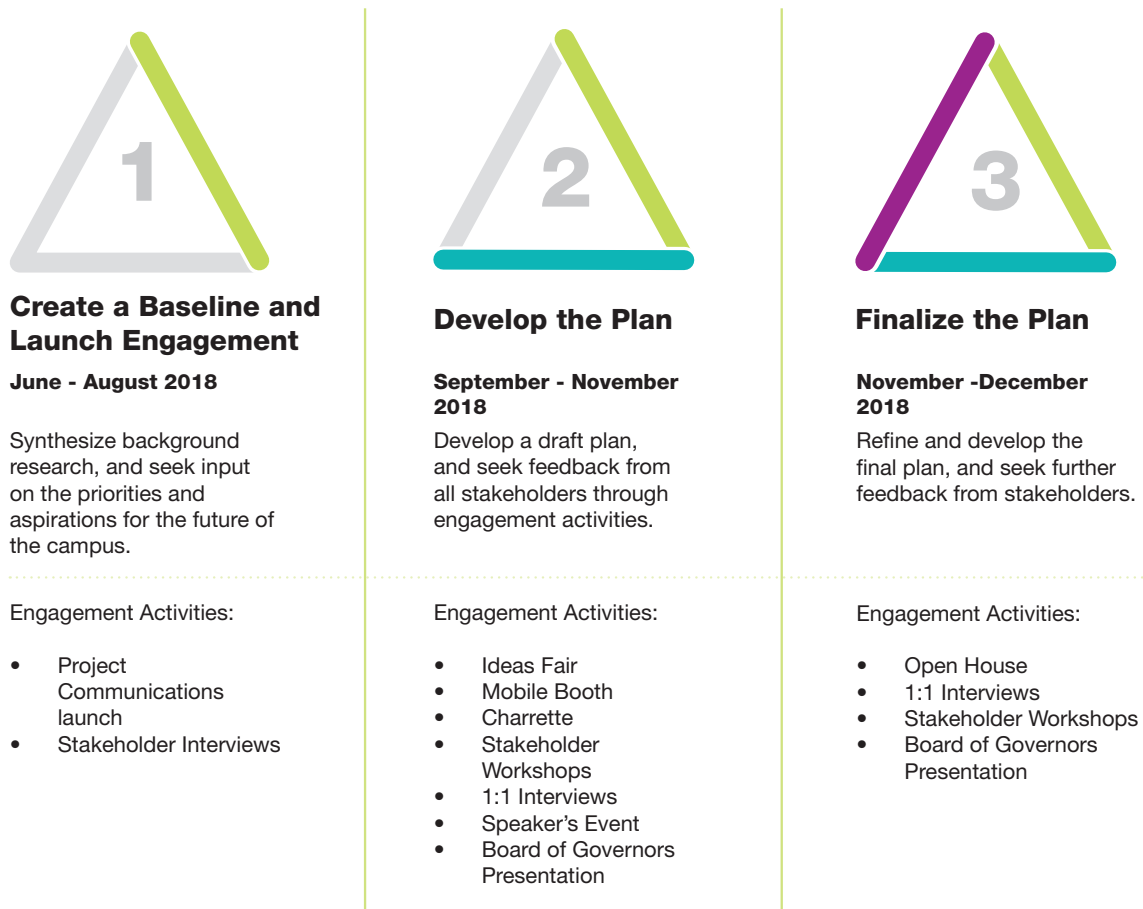 1
Create a Baseline and
Launch Engagement
June - August 2018
Synthesize background
research, and seek input
on the priorities and
aspirations for the future of
the campus.
Engagement Activities:
• Project
Communications
launch
• Stakeholder Interviews
2
Develop the Plan
September - November
2018
Develop a draft plan,
and seek feedback from
all stakeholders through
engagement activities.
Engagement Activities:
• Ideas Fair
• Mobile Booth
• Charrette
• Stakeholder
Workshops
• 1:1 Interviews
• Speaker’s Event
• Board of Governors
Presentation
3
Finalize the Plan
November -December
2018
Refine and develop the
final plan, and seek further
feedback from stakeholders.
Engagement Activities:
• Open House
• 1:1 Interviews
• Stakeholder Workshops
• Board of Governors
Presentation